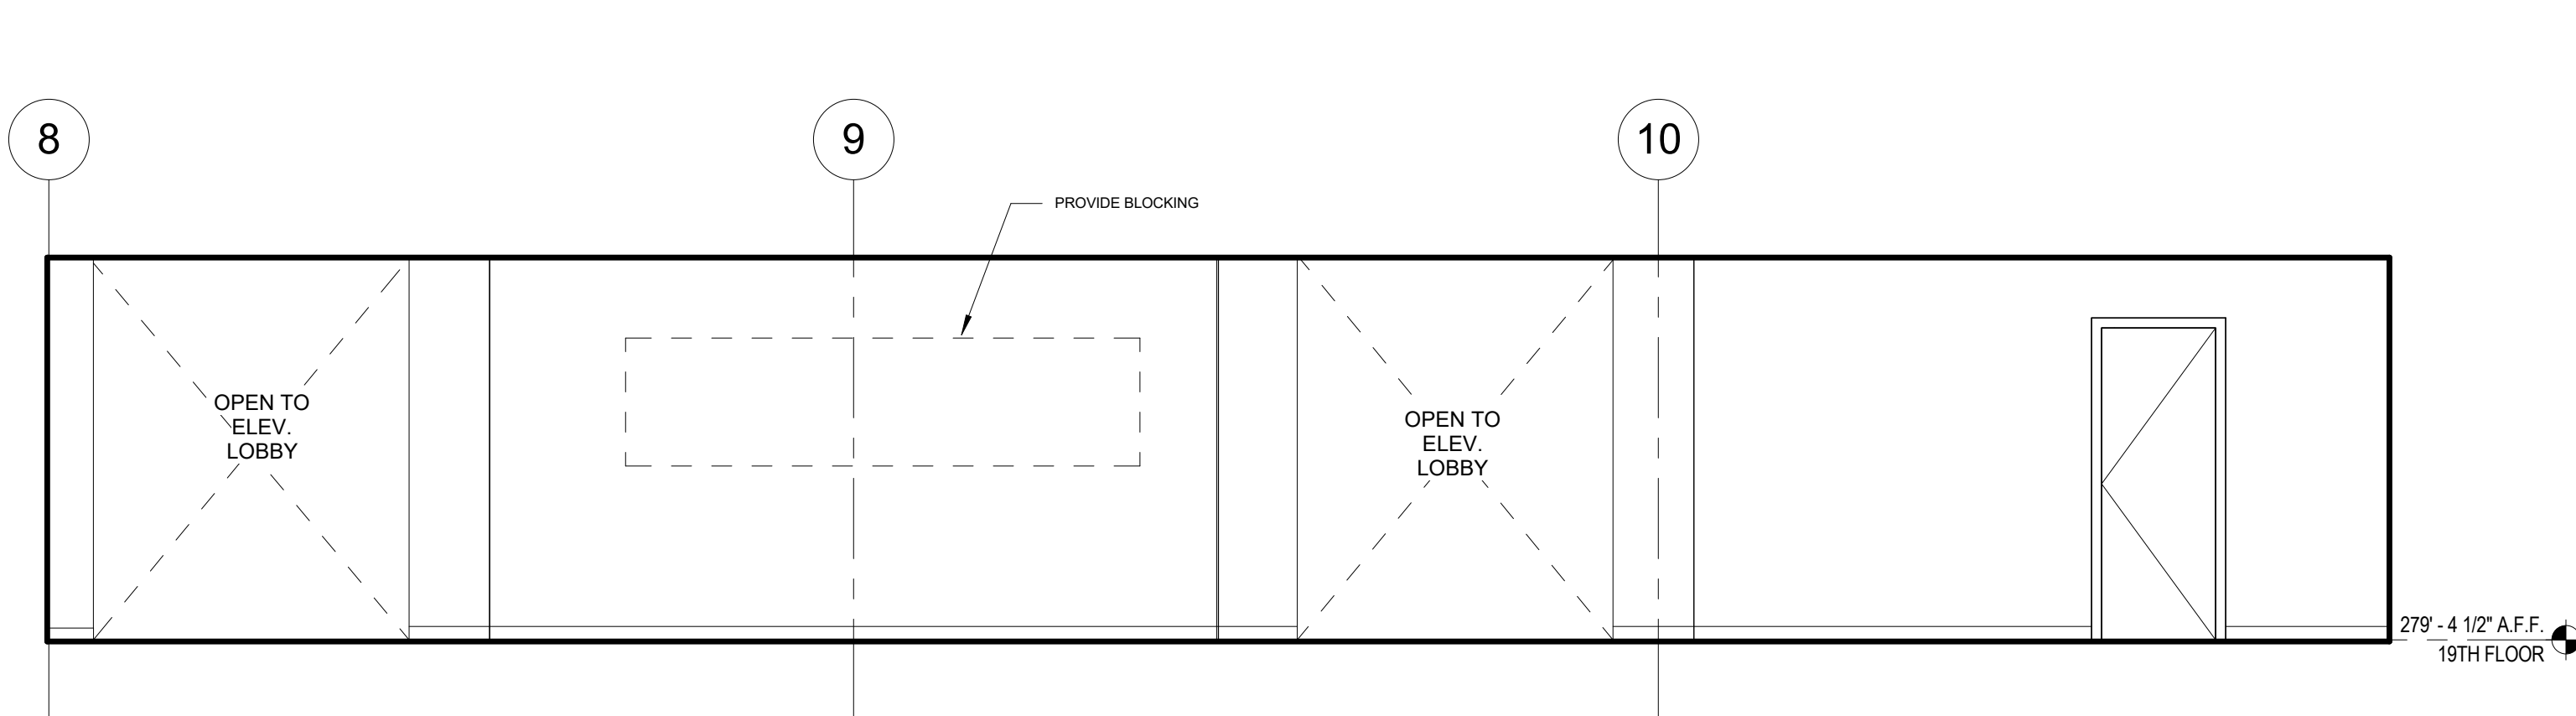 8
9
10
PROVIDE BLOCKING
OPEN TO
ELEV.
LOBBY
OPEN TO
ELEV.
LOBBY
279' - 4 1/2" A.F.F.
19TH FLOOR